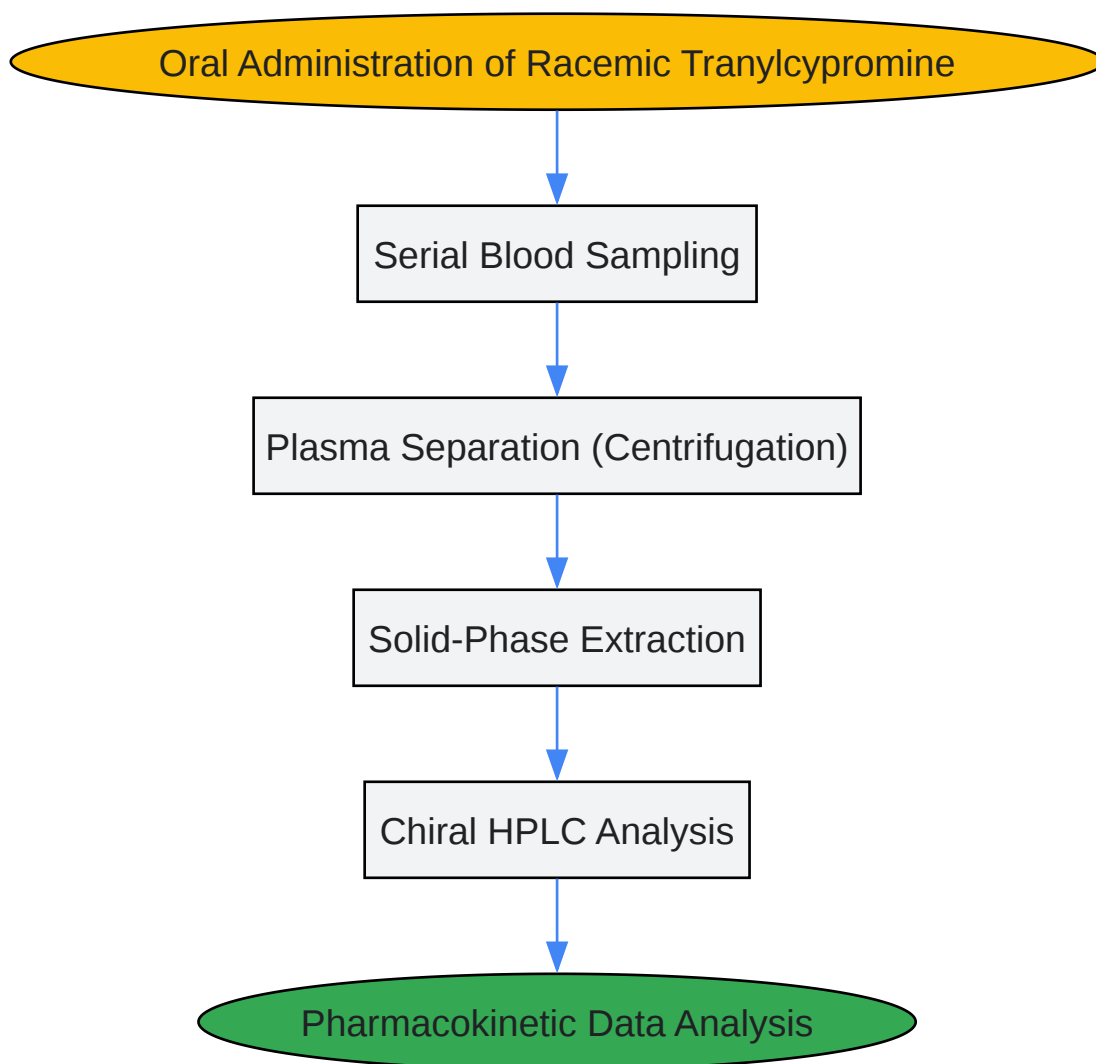 Oral Administration of Racemic Tranylcypromine
Serial Blood Sampling
Plasma Separation (Centrifugation)
Solid-Phase Extraction
Chiral HPLC Analysis
Pharmacokinetic Data Analysis